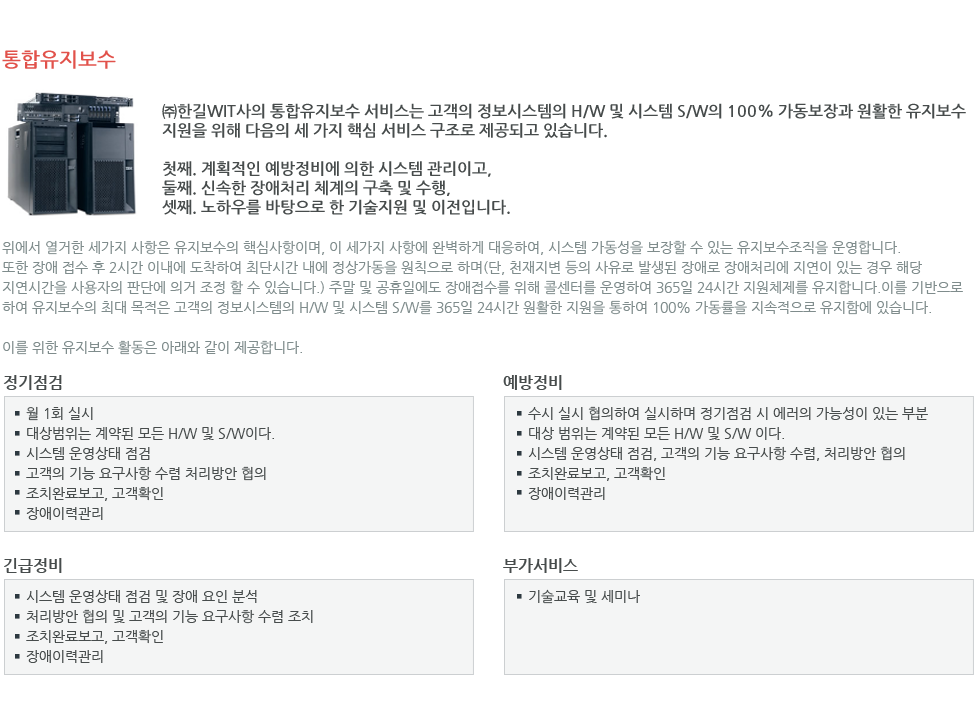 통합유지보수
㈜한길WIT사의 통합유지보수 서비스는 고객의 정보시스템의 H/W 및 시스템 S/W의 100% 가동보장과 원활한 유지보수
지원을 위해 다음의 세 가지 핵심 서비스 구조로 제공되고 있습니다.
첫째. 계획적인 예방정비에 의한 시스템 관리이고,
둘째. 신속한 장애처리 체계의 구축 및 수행,
셋째. 노하우를 바탕으로 한 기술지원 및 이전입니다.
위에서 열거한 세가지 사항은 유지보수의 핵심사항이며, 이 세가지 사항에 완벽하게 대응하여, 시스템 가동성을 보장할 수 있는 유지보수조직을 운영합니다.
또한 장애 접수 후 2시간 이내에 도착하여 최단시간 내에 정상가동을 원칙으로 하며(단, 천재지변 등의 사유로 발생된 장애로 장애처리에 지연이 있는 경우 해당
지연시간을 사용자의 판단에 의거 조정 할 수 있습니다.) 주말 및 공휴일에도 장애접수를 위해 콜센터를 운영하여 365일 24시간 지원체제를 유지합니다.이를 기반으로
하여 유지보수의 최대 목적은 고객의 정보시스템의 H/W 및 시스템 S/W를 365일 24시간 원활한 지원을 통하여 100% 가동률을 지속적으로 유지함에 있습니다.
이를 위한 유지보수 활동은 아래와 같이 제공합니다.
정기점검
▪ 월 1회 실시
▪ 대상범위는 계약된 모든 H/W 및 S/W이다.
▪ 시스템 운영상태 점검
▪ 고객의 기능 요구사항 수렴 처리방안 협의
▪ 조치완료보고, 고객확인
▪ 장애이력관리
예방정비
▪ 수시 실시 협의하여 실시하며 정기점검 시 에러의 가능성이 있는 부분
▪ 대상 범위는 계약된 모든 H/W 및 S/W 이다.
▪ 시스템 운영상태 점검, 고객의 기능 요구사항 수렴, 처리방안 협의
▪ 조치완료보고, 고객확인
▪ 장애이력관리
긴급정비
▪ 시스템 운영상태 점검 및 장애 요인 분석
▪ 처리방안 협의 및 고객의 기능 요구사항 수렴 조치
▪ 조치완료보고, 고객확인
▪ 장애이력관리
부가서비스
▪ 기술교육 및 세미나